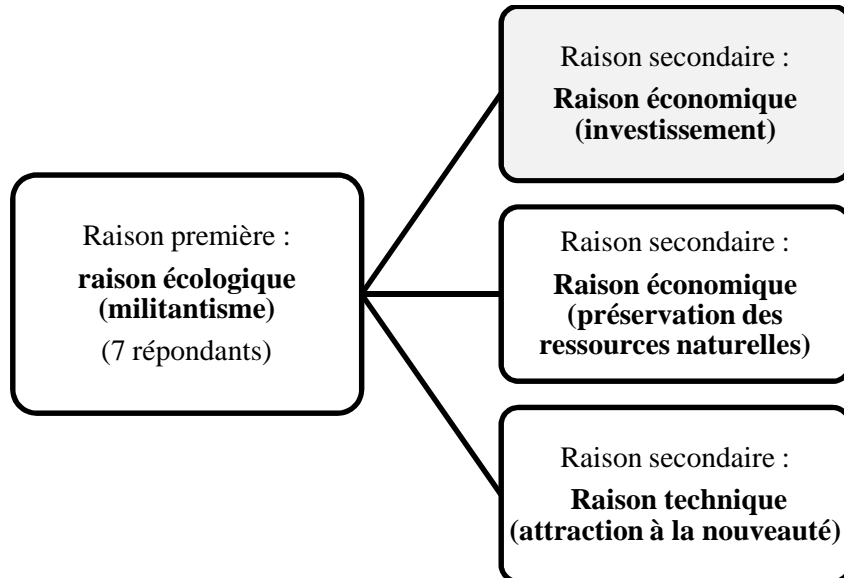 Raison première :
raison écologique
(militantisme)
(7 répondants)
Raison secondaire :
Raison économique
(investissement)
Raison secondaire :
Raison économique
(préservation des
ressources naturelles)
Raison secondaire :
Raison technique
(attraction à la nouveauté)